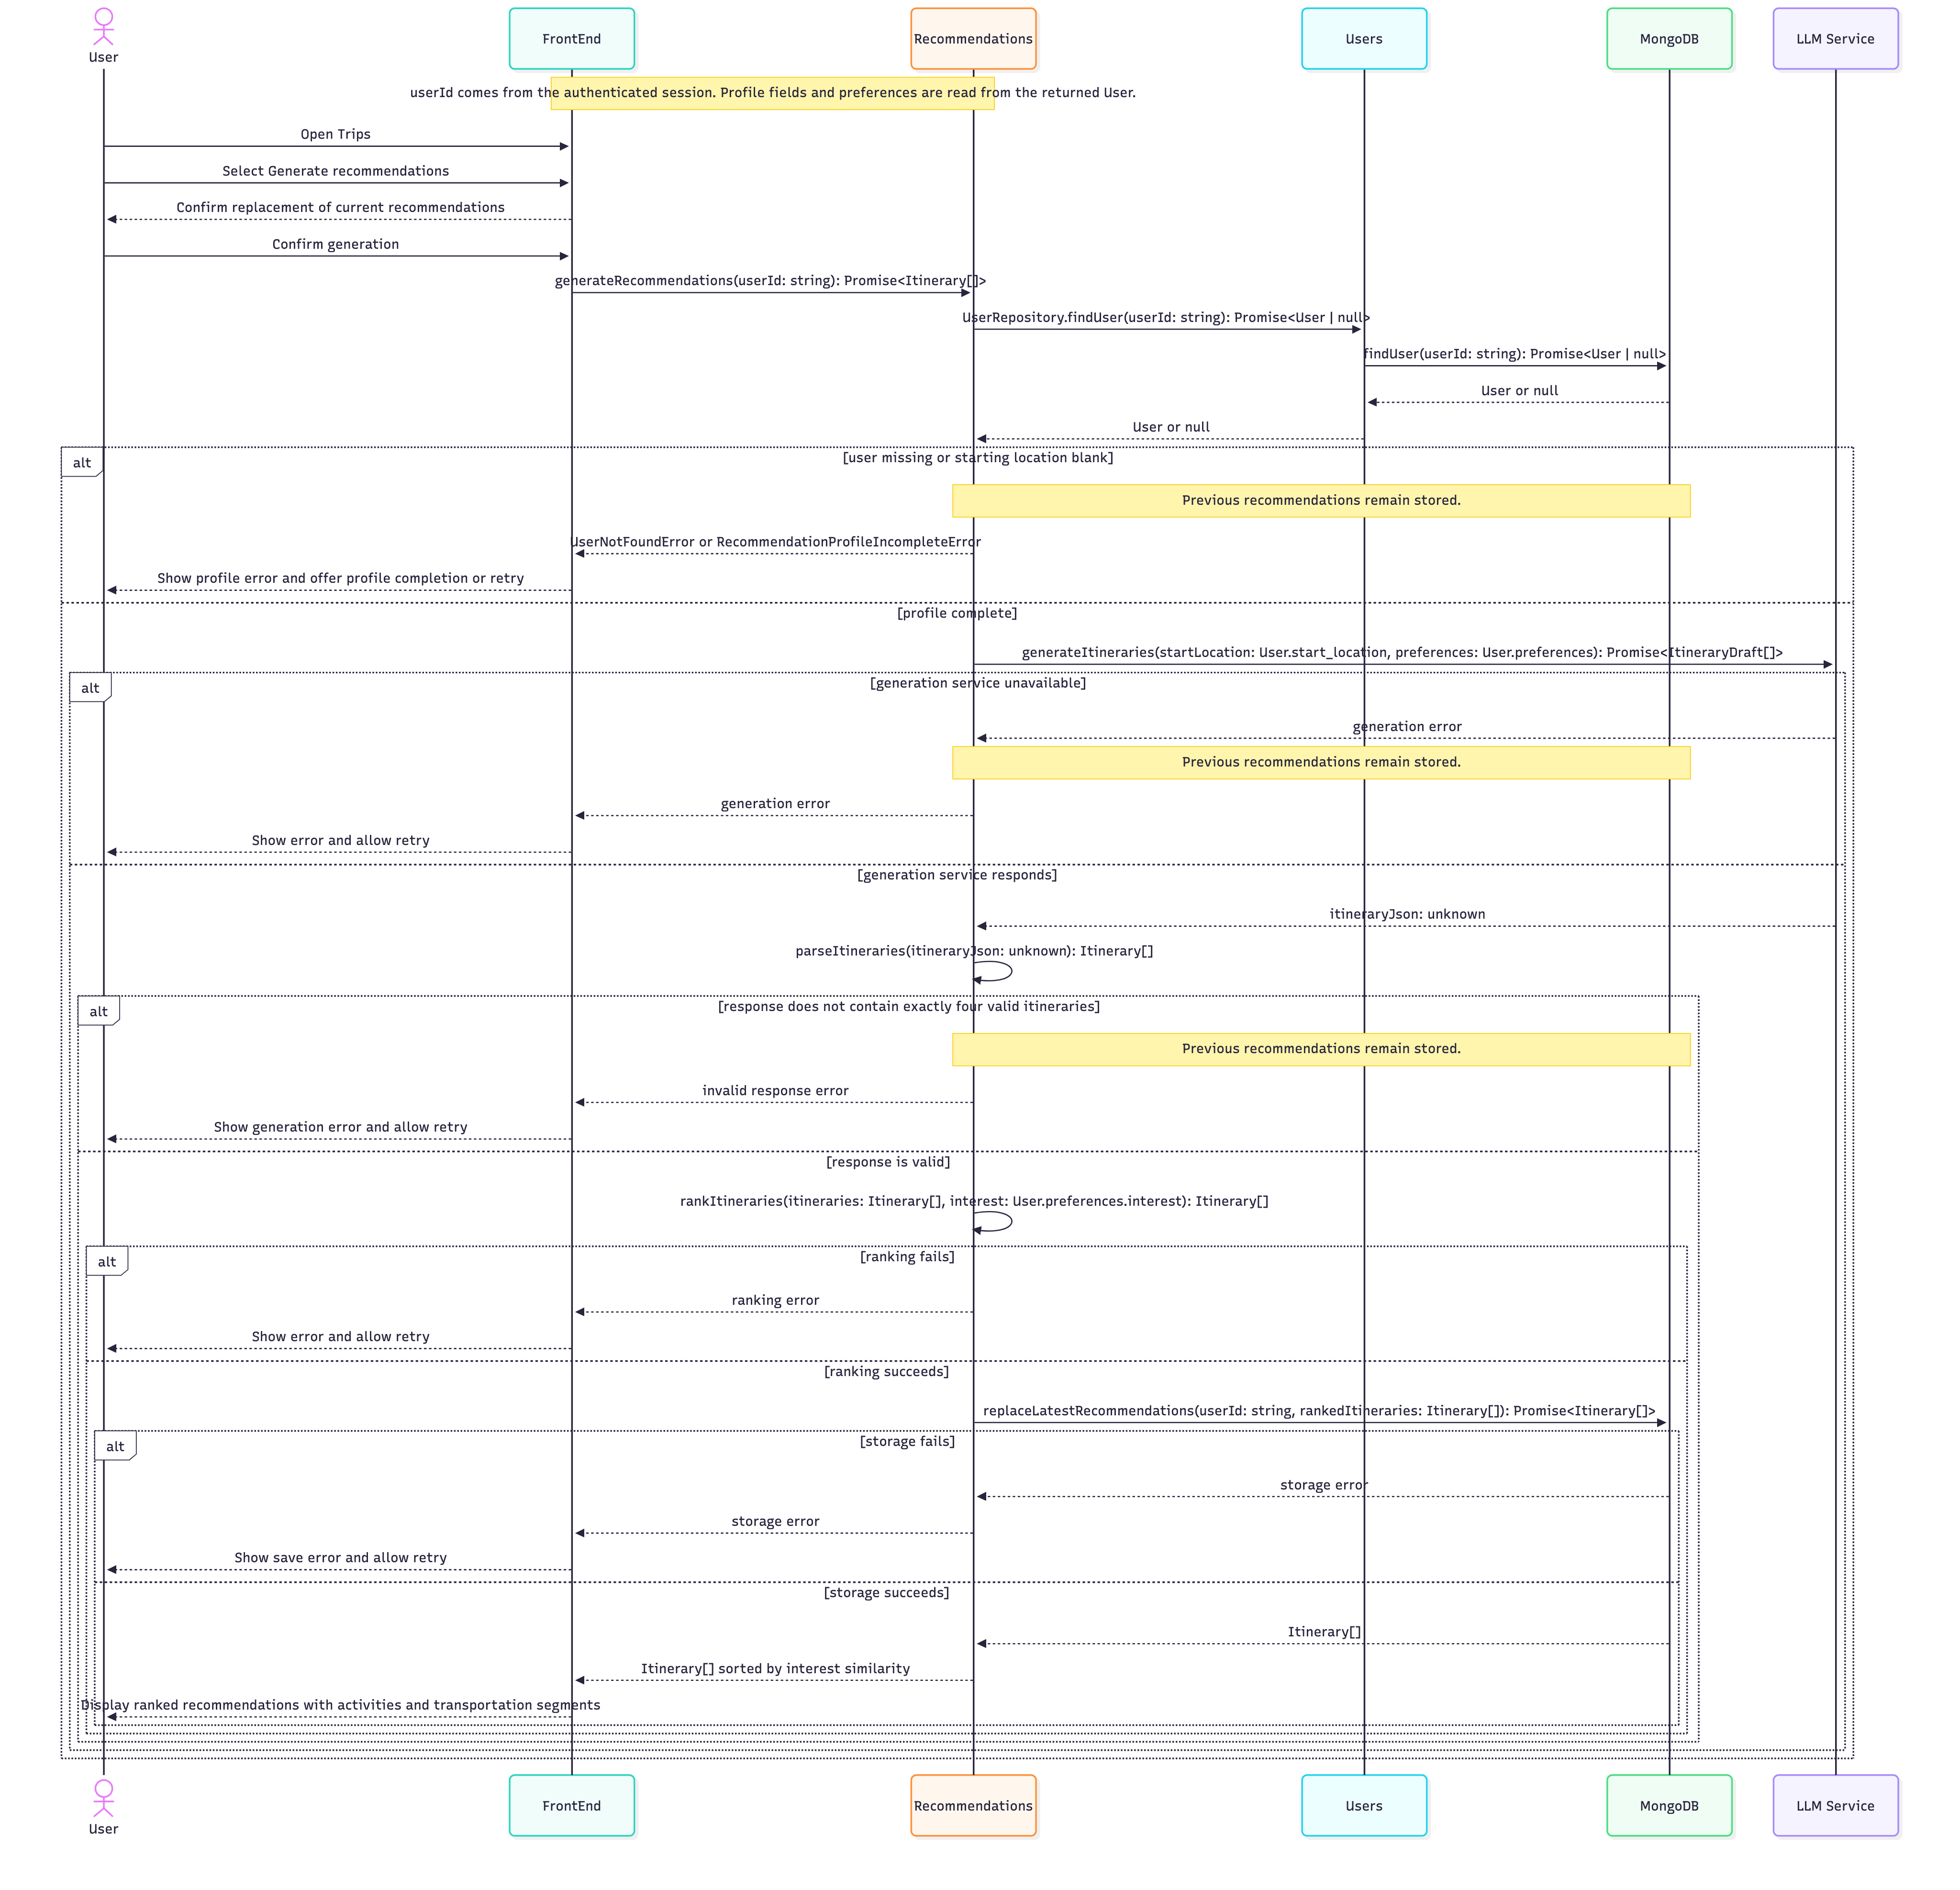 User
FrontEnd
Recommendations
Users
MongoDB
LLM Service
userId comes from the authenticated session. Profile fields and preferences are read from the returned User.
Open Trips
Select Generate recommendations
Confirm replacement of current recommendations
Confirm generation
generateRecommendations(userId: string): Promise<Itinerary[]>
UserRepository.findUser(userId: string): Promise<User | null>
findUser(userId: string): Promise<User | null>
User or null
User or null
alt
[user missing or starting location blank]
Previous recommendations remain stored.
UserNotFoundError or RecommendationProfileIncompleteError
Show profile error and offer profile completion or retry
[profile complete]
generateItineraries(startLocation: User.start_location, preferences: User.preferences): Promise<ItineraryDraft[]>
alt
[generation service unavailable]
generation error
Previous recommendations remain stored.
generation error
Show error and allow retry
[generation service responds]
itineraryJson: unknown
parseItineraries(itineraryJson: unknown): Itinerary[]
alt
[response does not contain exactly four valid itineraries]
Previous recommendations remain stored.
invalid response error
Show generation error and allow retry
[response is valid]
rankItineraries(itineraries: Itinerary[], interest: User.preferences.interest): Itinerary[]
alt
[ranking fails]
ranking error
Show error and allow retry
[ranking succeeds]
replaceLatestRecommendations(userId: string, rankedItineraries: Itinerary[]): Promise<Itinerary[]>
alt
[storage fails]
storage error
storage error
Show save error and allow retry
[storage succeeds]
Itinerary[]
Itinerary[] sorted by interest similarity
Display ranked recommendations with activities and transportation segments
User
FrontEnd
Recommendations
Users
MongoDB
LLM Service